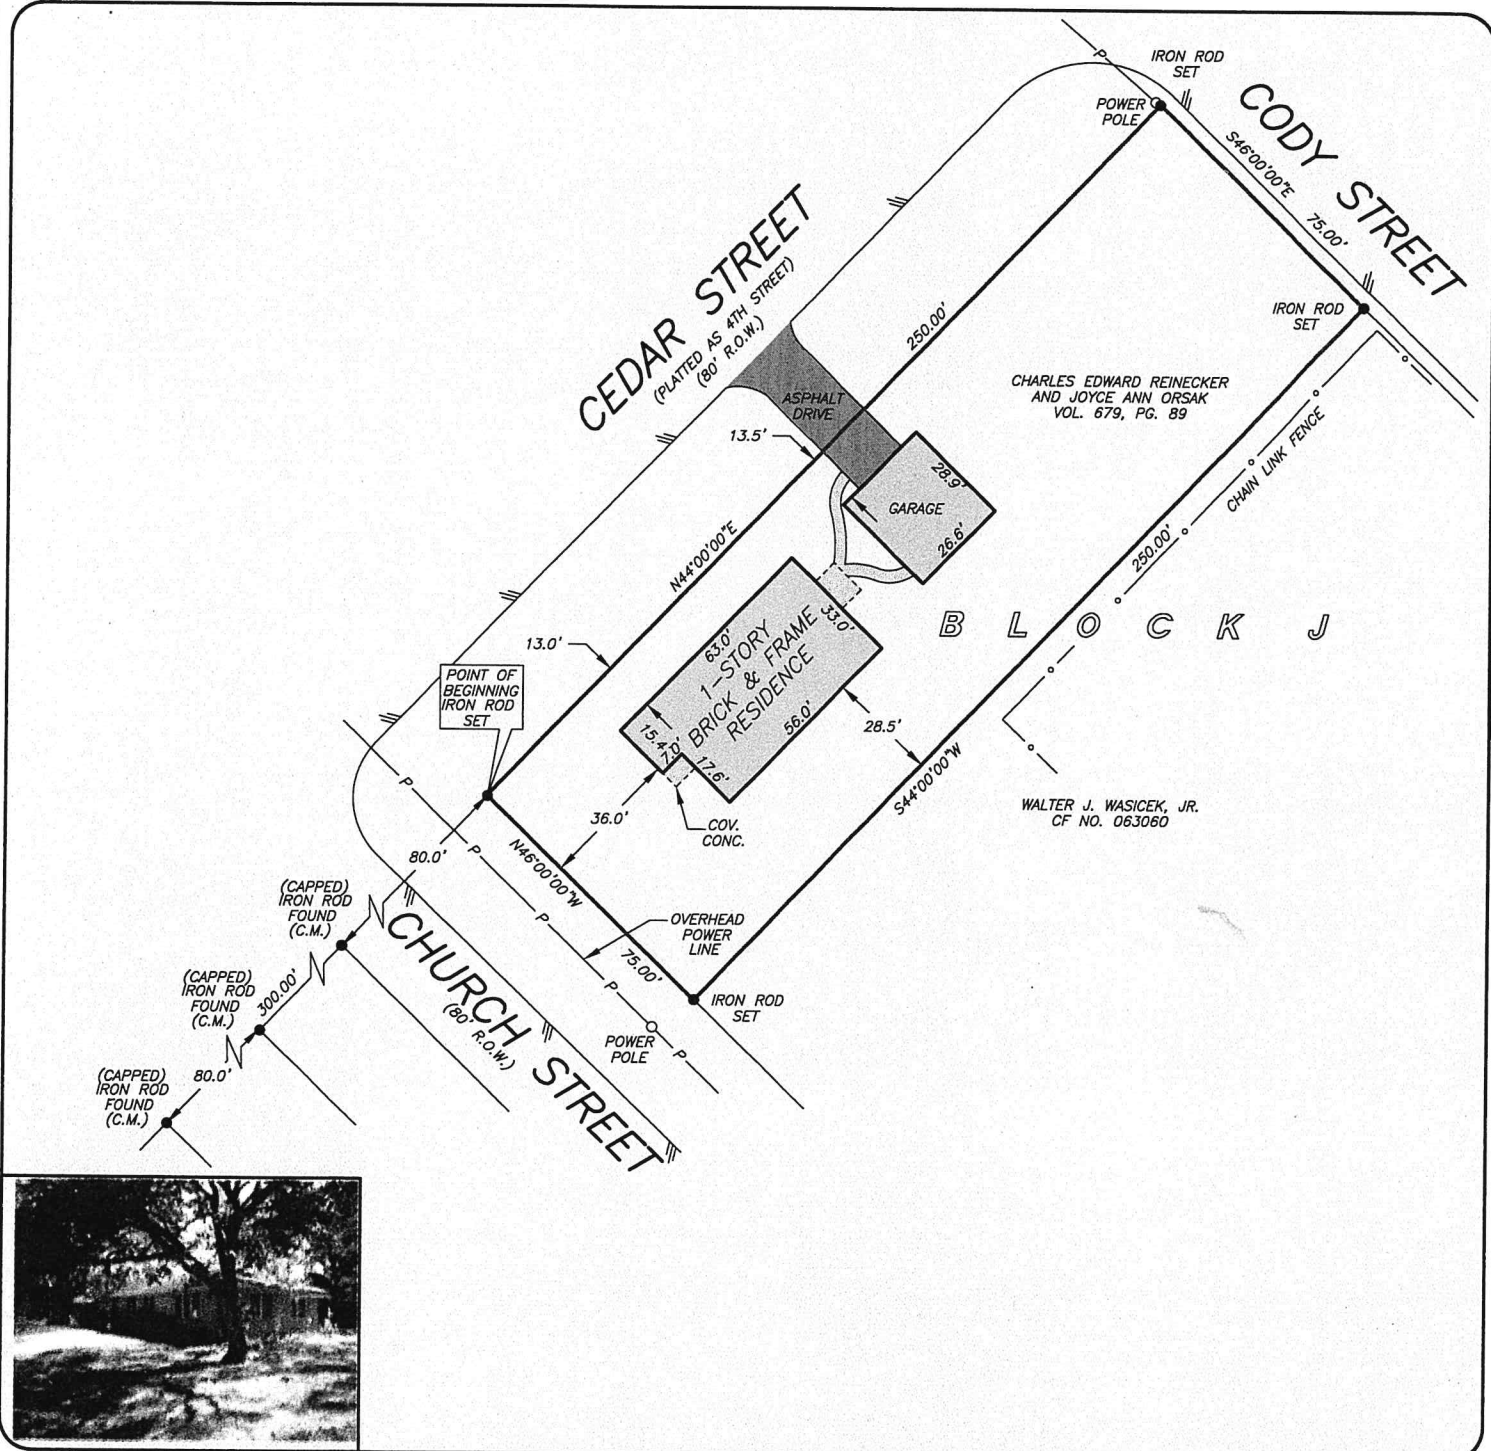 IRON ROD
SET
POWER
POLE
CODY STREET
S46°00'00"E 75.00'
CEDAR STREET
(PLATTED AS 4TH STREET)
(80' R.O.W.)
250.00'
IRON ROD
SET
CHARLES EDWARD REINECKER
AND JOYCE ANN ORSAK
VOL. 679, PG. 89
ASPHALT
DRIVE
13.5'
CHAIN LINK FENCE
28.9'
GARAGE
26.6'
250.00'
N44°00'00"E
BLOCK J
13.0'
63.0'
33.0'
1-STORY
BRICK & FRAME
RESIDENCE
56.0'
15.4'
7.0'
17.6'
28.5'
POINT OF
BEGINNING
IRON ROD
SET
S44°00'00"W
WALTER J. WASICEK, JR.
CF NO. 063060
36.0'
COV.
CONC.
P
P
P
P
P
P
80.0'
N46°00'00"W
75.00'
OVERHEAD
POWER
LINE
(CAPPED)
IRON ROD
FOUND
(C.M.)
CHURCH STREET
(80' R.O.W.)
IRON ROD
SET
POWER
POLE
(CAPPED)
IRON ROD
FOUND
(C.M.)
300.00'
80.0'
(CAPPED)
IRON ROD
FOUND
(C.M.)